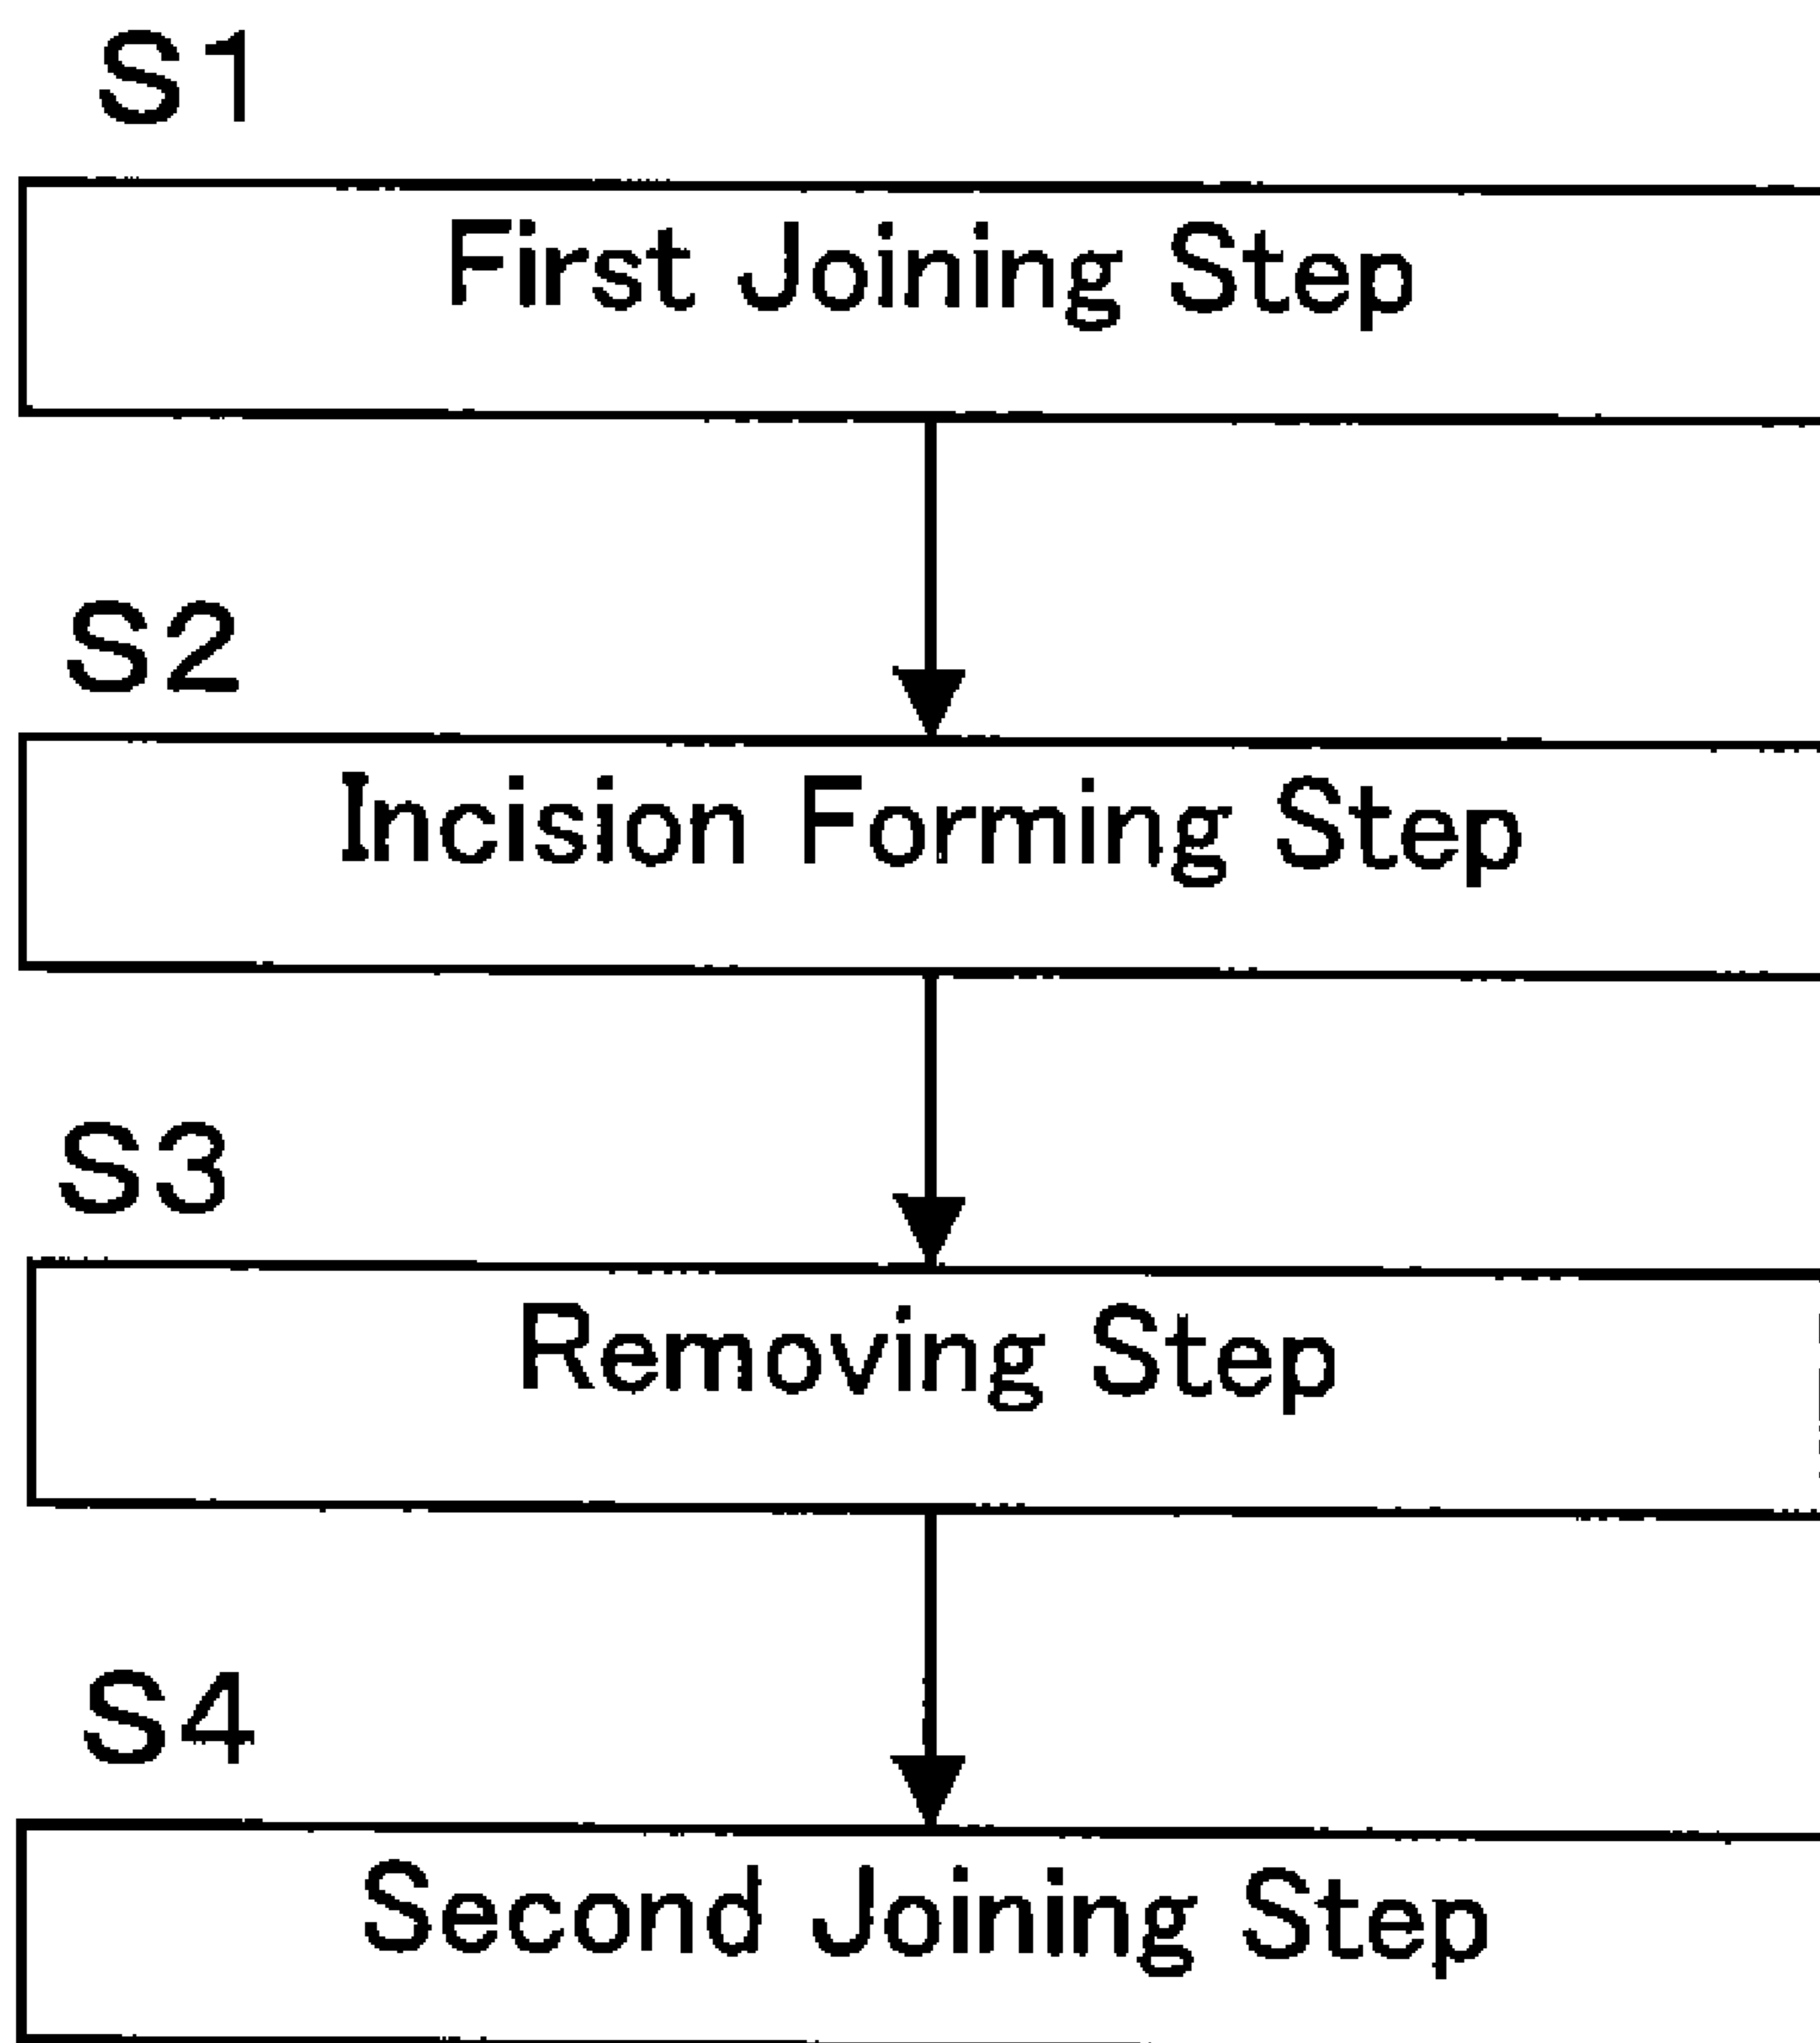 S1
First Joining Step
S2
Incision Forming Step
S3
Removing Step
S4
Second Joining Step